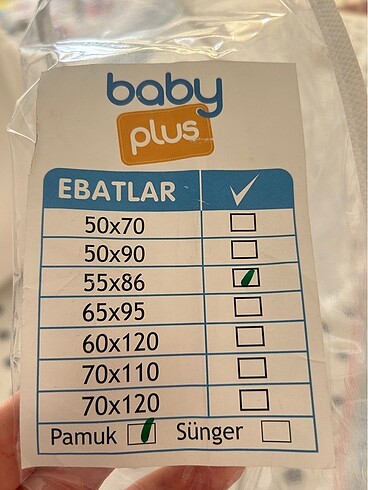 baby
plus
EBATLAR ✓
50x70
50x90
55x86
65x95
60x120
70x110
70x120
Pamuk Sünger